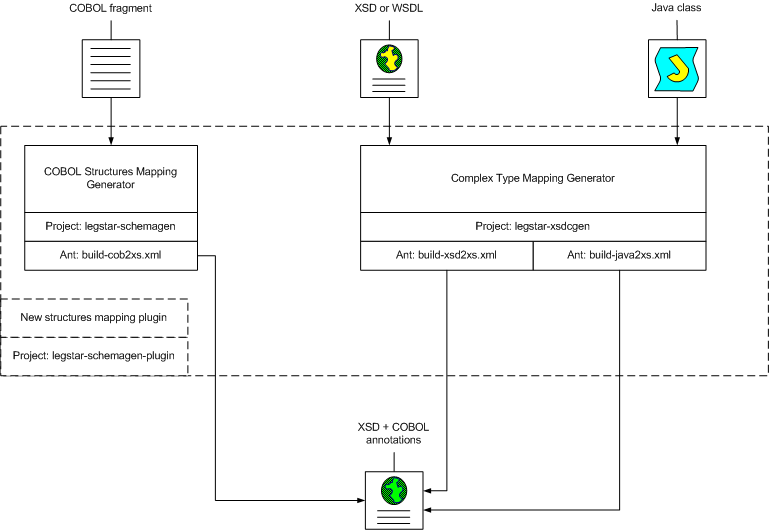 COBOL fragment
XSD or WSDL
Java class
COBOL Structures Mapping
Generator
Complex Type Mapping Generator
Project: legstar-schemagen
Project: legstar-xsdcgen
Ant: build-cob2xs.xml
Ant: build-xsd2xs.xml
Ant: build-java2xs.xml
New structures mapping plugin
Project: legstar-schemagen-plugin
XSD + COBOL
annotations